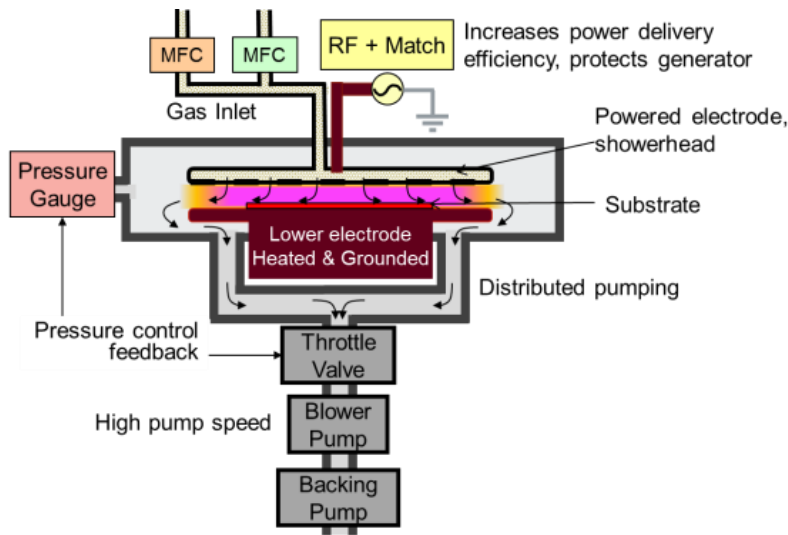 MFC
MFC
RF + Match
Increases power delivery
efficiency, protects generator
Gas Inlet
Powered electrode,
showerhead
Pressure
Gauge
Substrate
Lower electrode
Heated & Grounded
Distributed pumping
Pressure control
feedback
Throttle
Valve
High pump speed
Blower
Pump
Backing
Pump